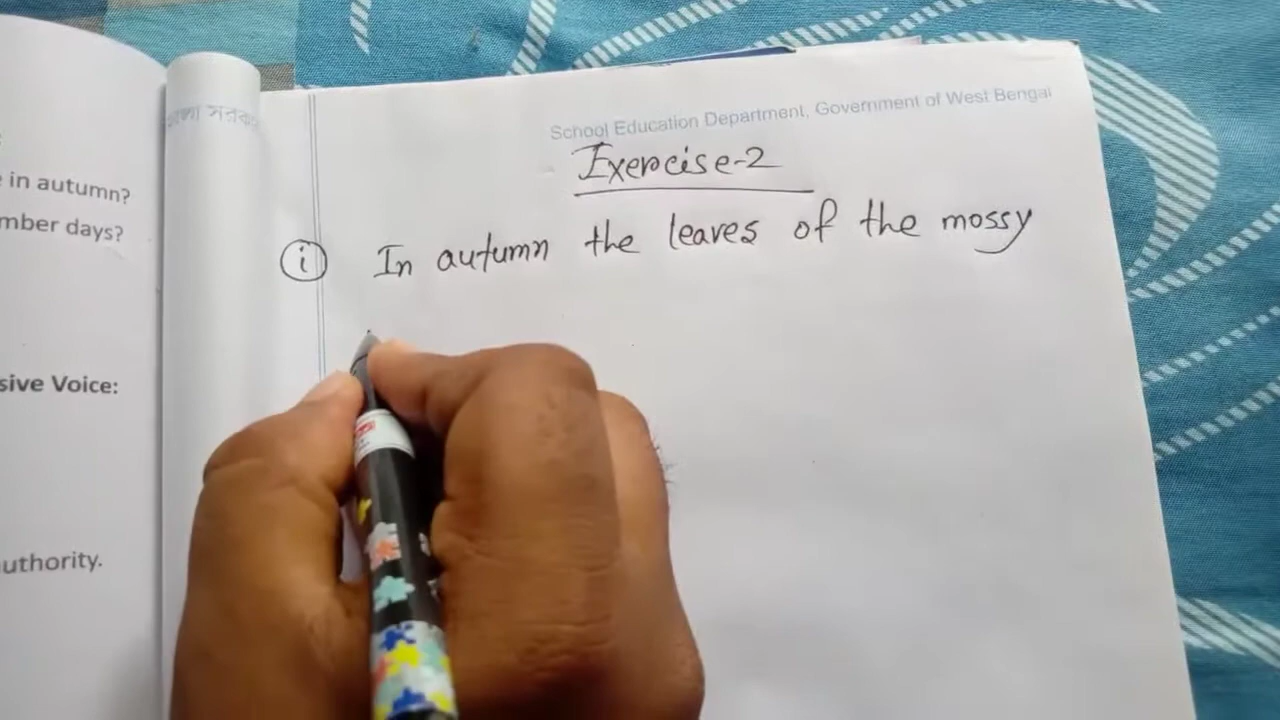 in autumn?
mber days?
sive Voice:
uthority.
School Education Department, Government of West Bengal
Exercise-2
i In autumn the leaves of the mossy